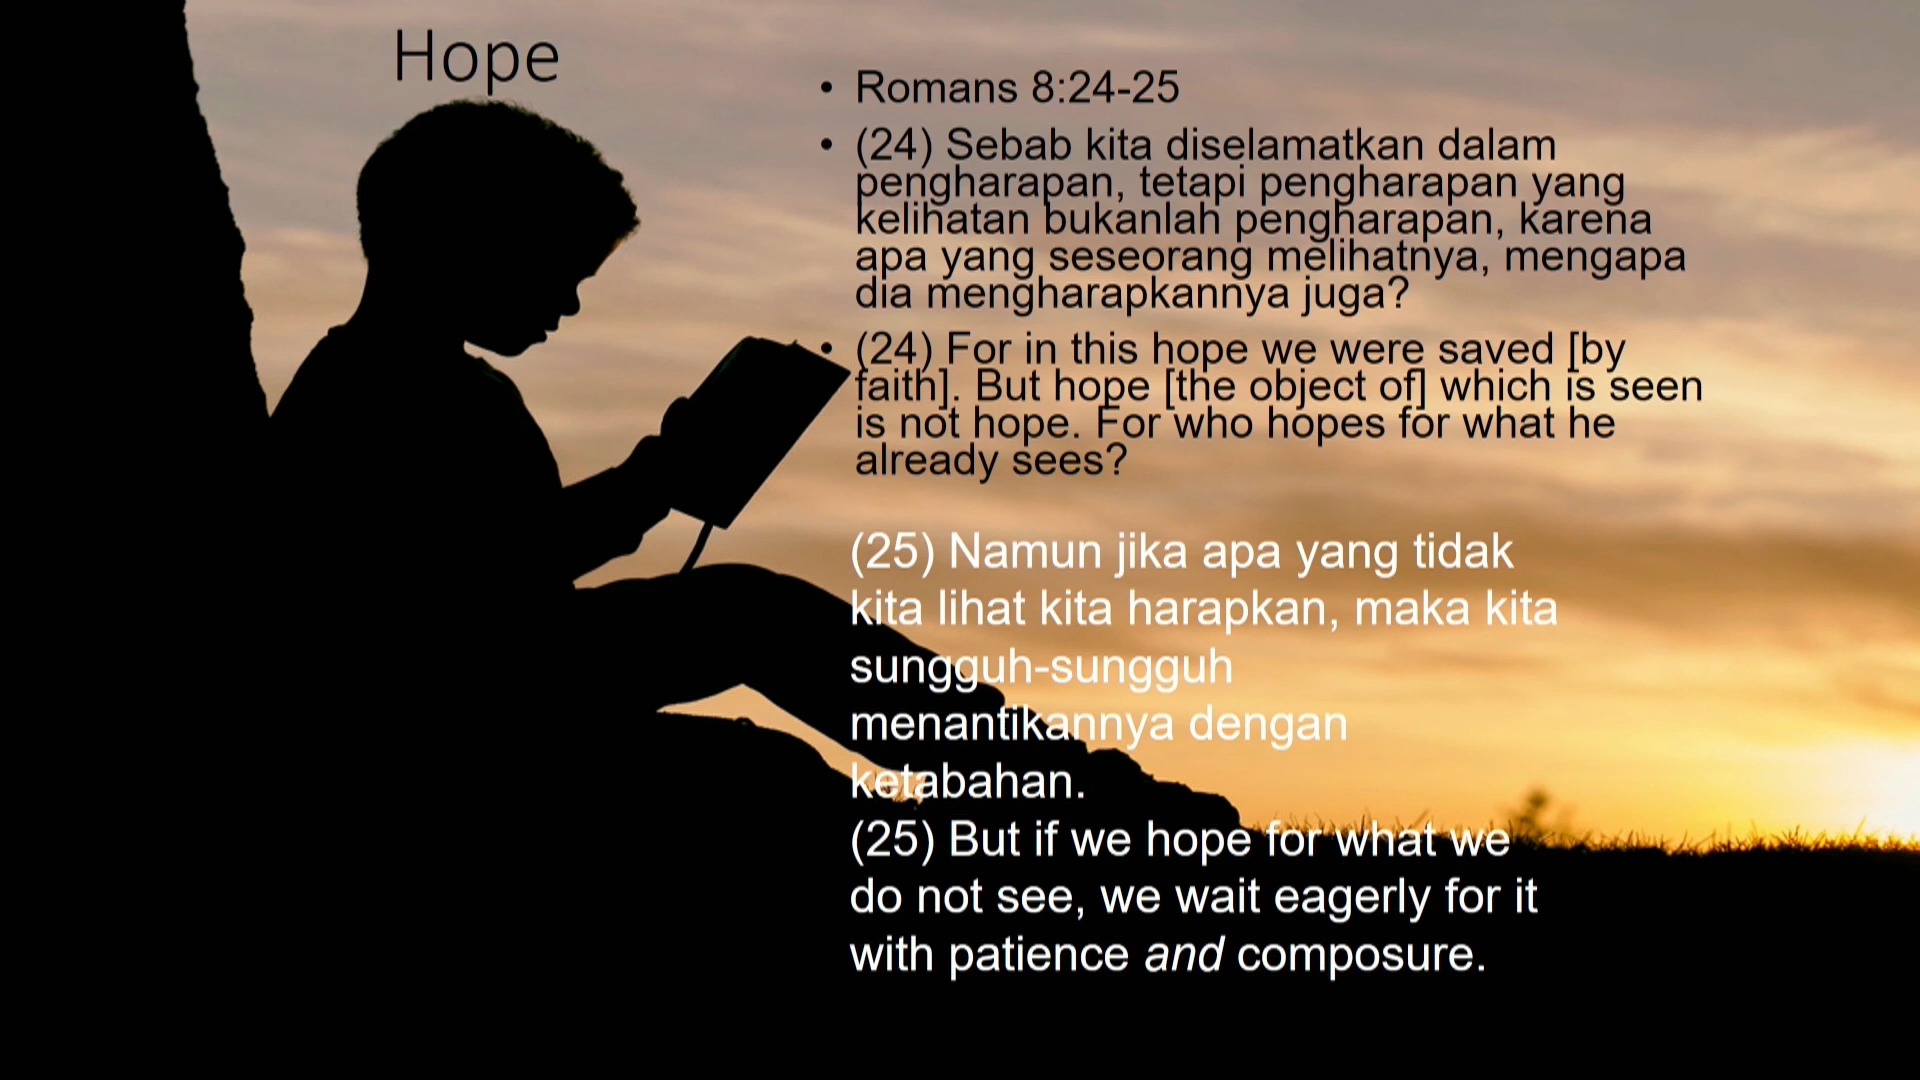 Hope
• Romans 8:24-25
• (24) Sebab kita diselamatkan dalam
pengharapan, tetapi pengharapan yang
kelihatan bukanlah pengharapan, karena
apa yang seseorang melihatnya, mengapa
dia mengharapkannya juga?
• (24) For in this hope we were saved [by
faith]. But hope [the object of] which is seen
is not hope. For who hopes for what he
already sees?
(25) Namun jika apa yang tidak
kita lihat kita harapkan, maka kita
sungguh-sungguh
menantikannya dengan
ketabahan.
(25) But if we hope for what we
do not see, we wait eagerly for it
with patience and composure.